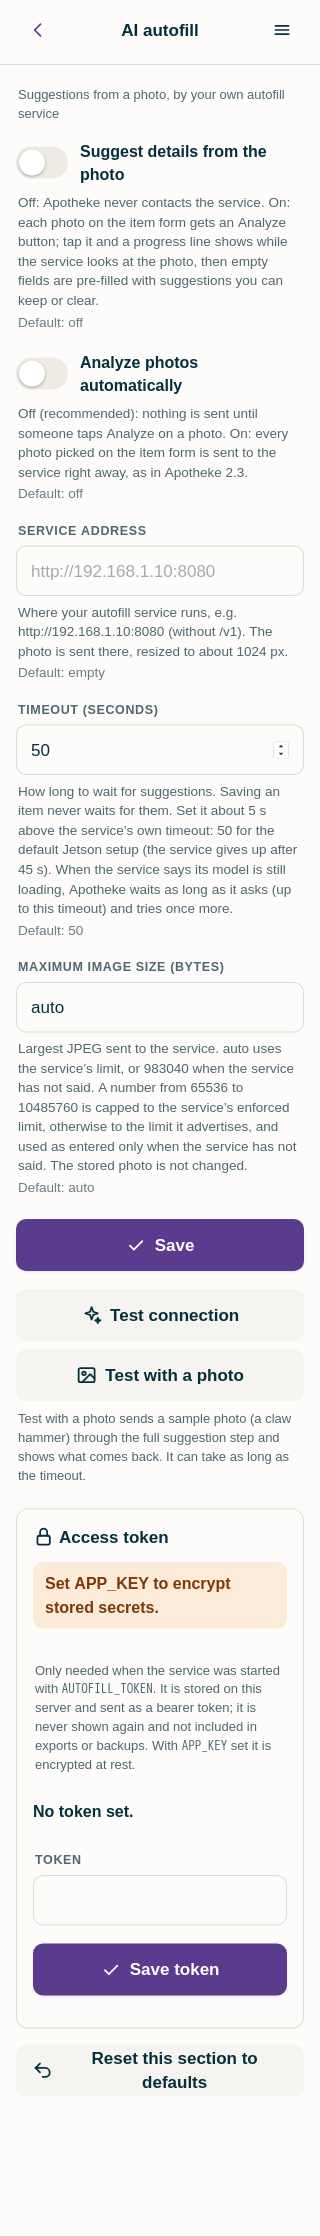 AI autofill
Suggestions from a photo, by your own autofill
service
Suggest details from the
photo
Off: Apotheke never contacts the service. On:
each photo on the item form gets an Analyze
button; tap it and a progress line shows while
the service looks at the photo, then empty
fields are pre-filled with suggestions you can
keep or clear.
Default: off
Analyze photos
automatically
Off (recommended): nothing is sent until
someone taps Analyze on a photo. On: every
photo picked on the item form is sent to the
service right away, as in Apotheke 2.3.
Default: off
SERVICE ADDRESS
http://192.168.1.10:8080
Where your autofill service runs, e.g.
http://192.168.1.10:8080 (without /v1). The
photo is sent there, resized to about 1024 px.
Default: empty
TIMEOUT (SECONDS)
50
How long to wait for suggestions. Saving an
item never waits for them. Set it about 5 s
above the service’s own timeout: 50 for the
default Jetson setup (the service gives up after
45 s). When the service says its model is still
loading, Apotheke waits as long as it asks (up
to this timeout) and tries once more.
Default: 50
MAXIMUM IMAGE SIZE (BYTES)
auto
Largest JPEG sent to the service. auto uses
the service’s limit, or 983040 when the service
has not said. A number from 65536 to
10485760 is capped to the service’s enforced
limit, otherwise to the limit it advertises, and
used as entered only when the service has not
said. The stored photo is not changed.
Default: auto
Save
Test connection
Test with a photo
Test with a photo sends a sample photo (a claw
hammer) through the full suggestion step and
shows what comes back. It can take as long as
the timeout.
Access token
Set APP_KEY to encrypt
stored secrets.
Only needed when the service was started
with AUTOFILL_TOKEN. It is stored on this
server and sent as a bearer token; it is
never shown again and not included in
exports or backups. With APP_KEY set it is
encrypted at rest.
No token set.
TOKEN
Save token
Reset this section to
defaults